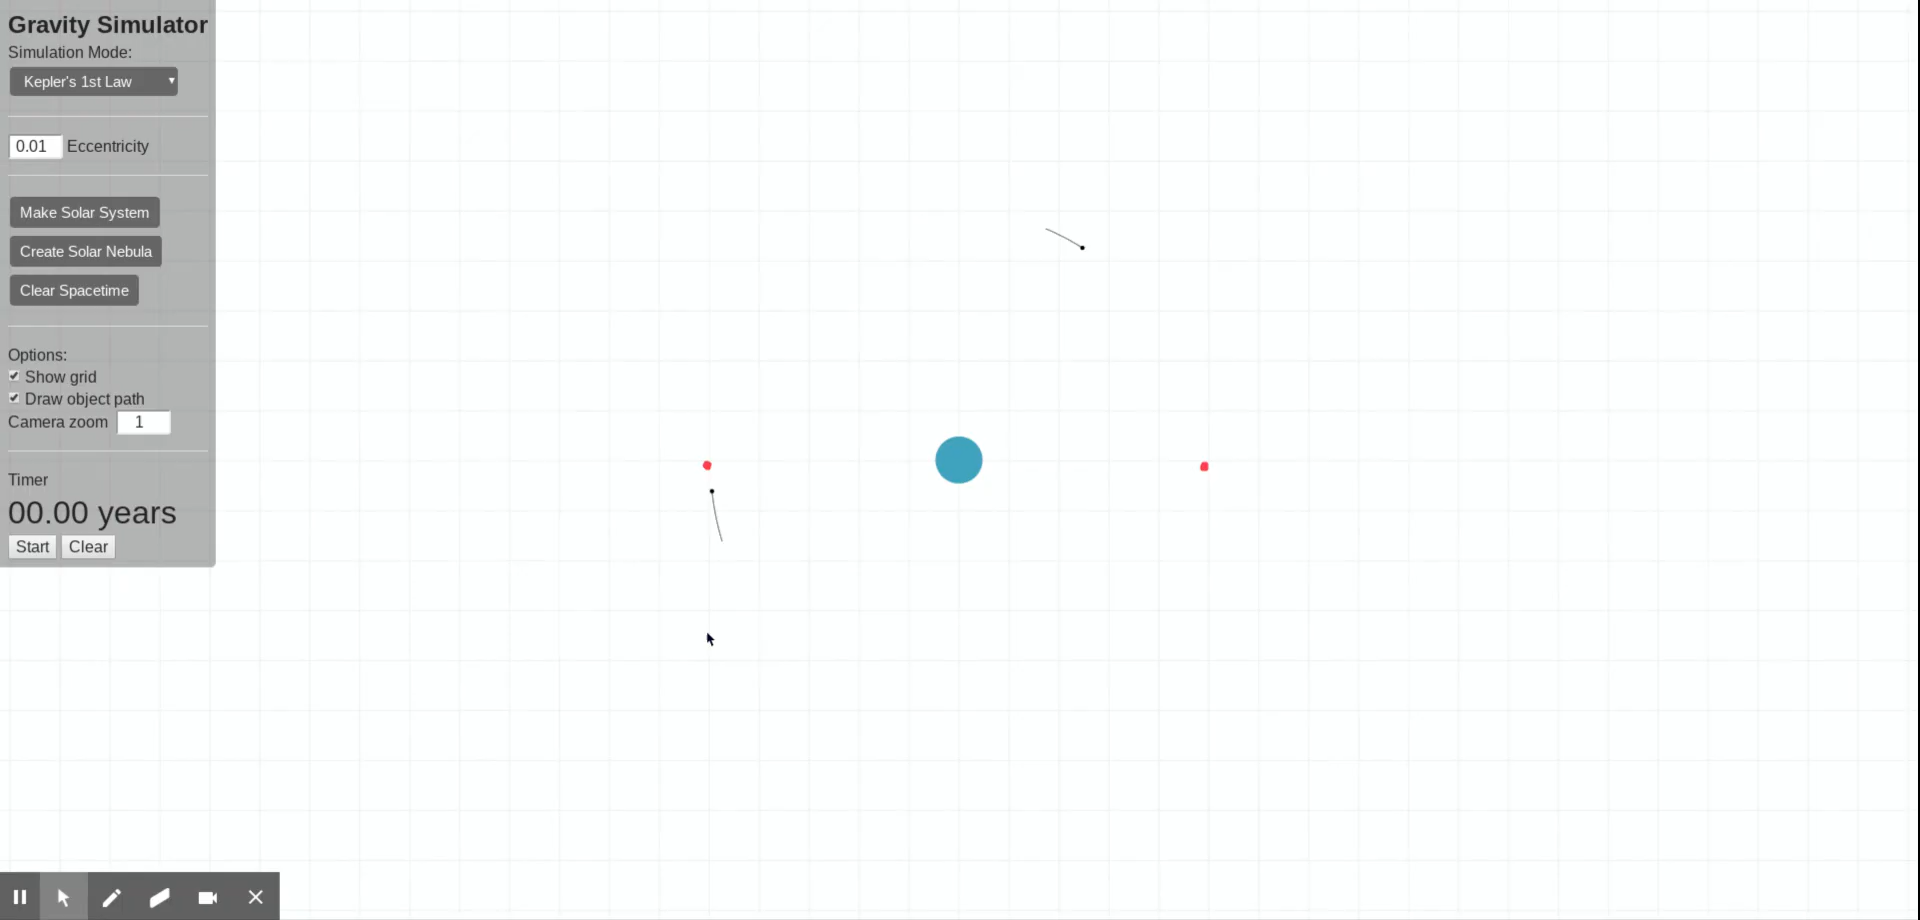 Gravity Simulator
Simulation Mode:
Kepler's 1st Law
0.01 Eccentricity
Make Solar System
Create Solar Nebula
Clear Spacetime
Options:
Show grid
Draw object path
Camera zoom 1
Timer
00.00 years
Start Clear